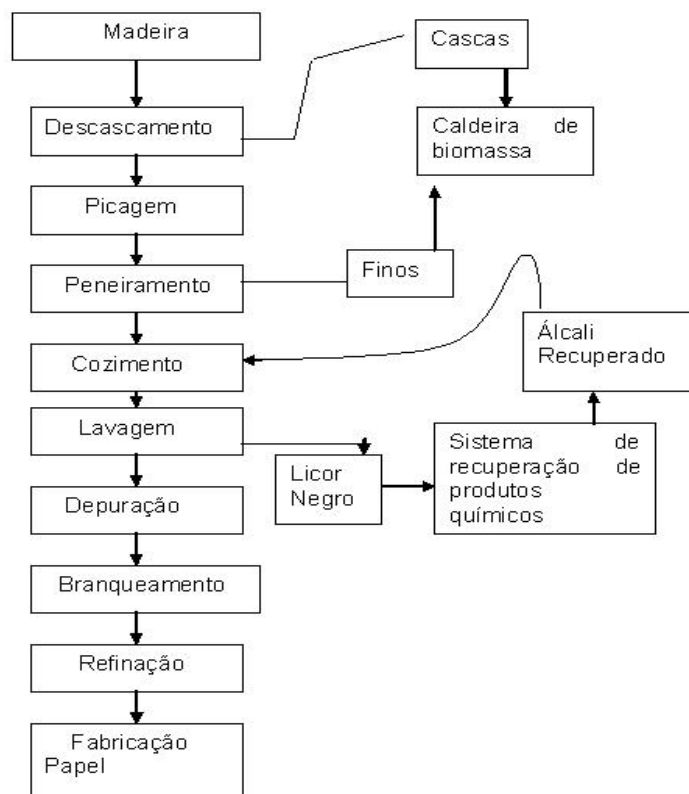 Madeira
Cascas
Descascamento
Caldeira de
biomassa
Picagem
Peneiramento
Finos
Álcali
Recuperado
Cozimento
Lavagem
Licor
Negro
Sistema de
recuperação de
produtos
químicos
Depuração
Branqueamento
Refinação
Fabricação
Papel